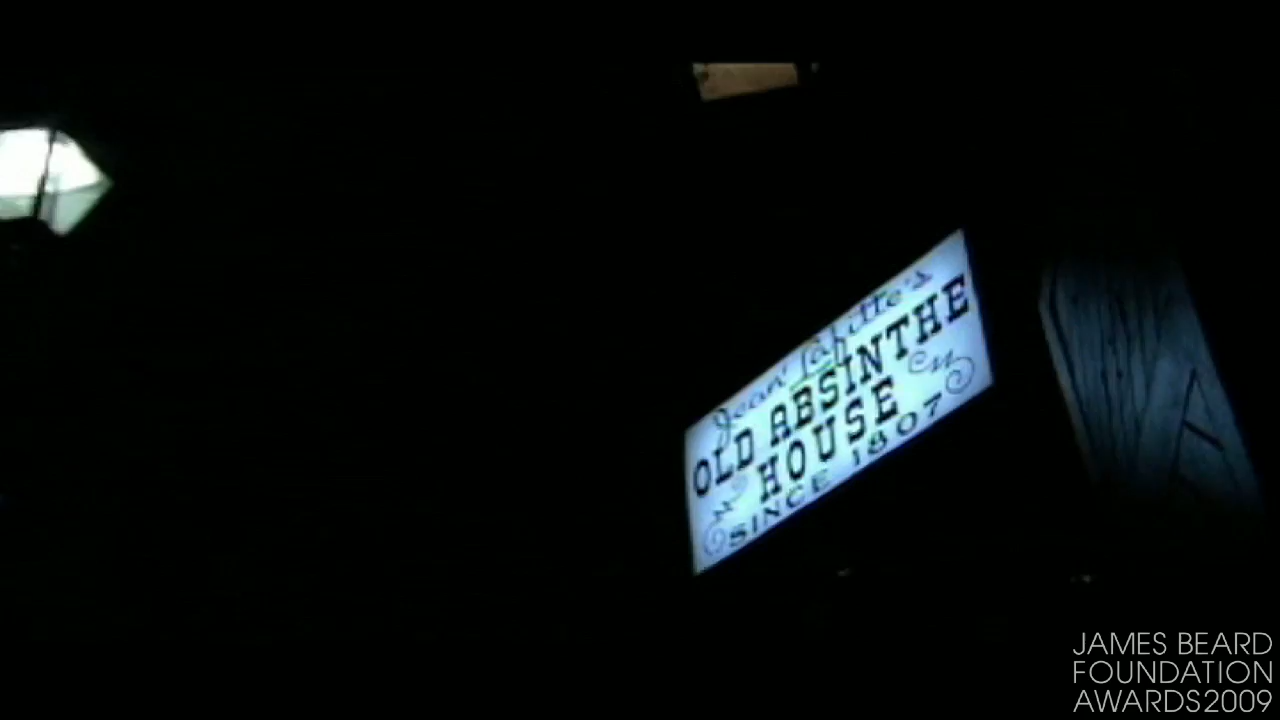 Jean Lafitte's
OLD ABSINTHE
HOUSE
SINCE 1807
JAMES BEARD
FOUNDATION
AWARDS2009